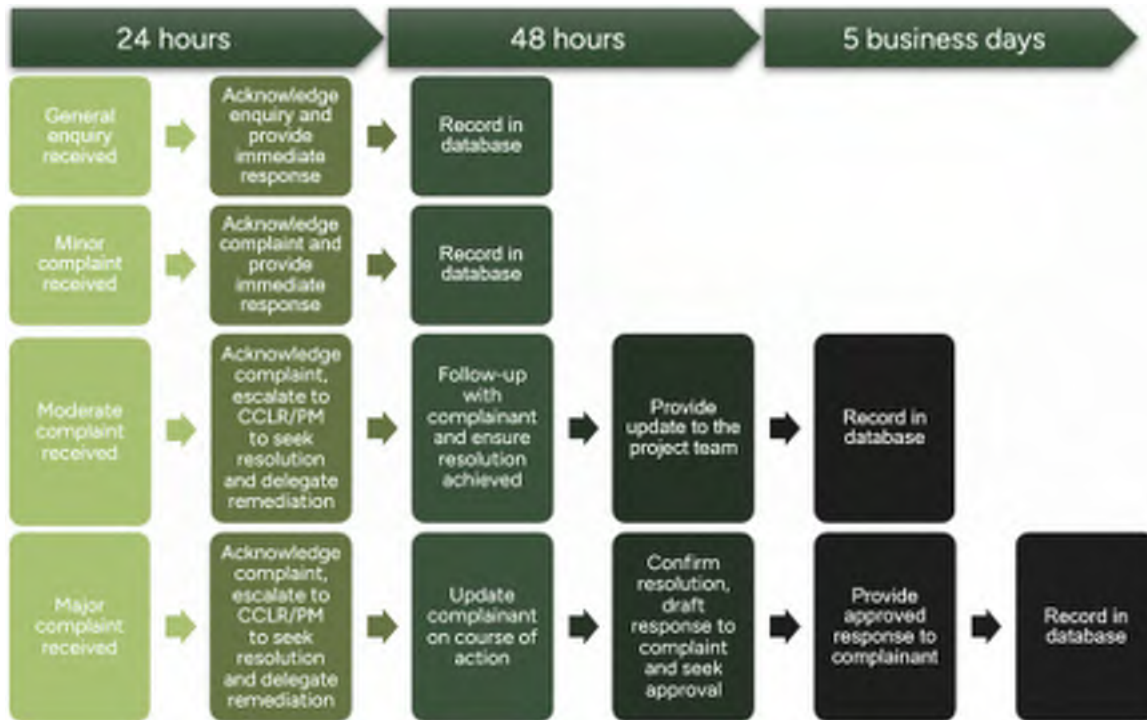 24 hours
48 hours
5 business days
General
enquiry
received
Acknowledge
enquiry and
provide
immediate
response
Record in
database
Minor
complaint
received
Acknowledge
complaint and
provide
immediate
response
Record in
database
Moderate
complaint
received
Acknowledge
complaint,
escalate to
CCLR/PM
to seek
resolution
and delegate
remediation
Follow-up
with
complainant
and ensure
resolution
achieved
Provide
update to the
project team
Record in
database
Major
complaint
received
Acknowledge
complaint,
escalate to
CCLR/PM
to seek
resolution
and delegate
remediation
Update
complainant
on course of
action
Confirm
resolution,
draft
response to
complaint
and seek
approval
Provide
approved
response to
complainant
Record in
database